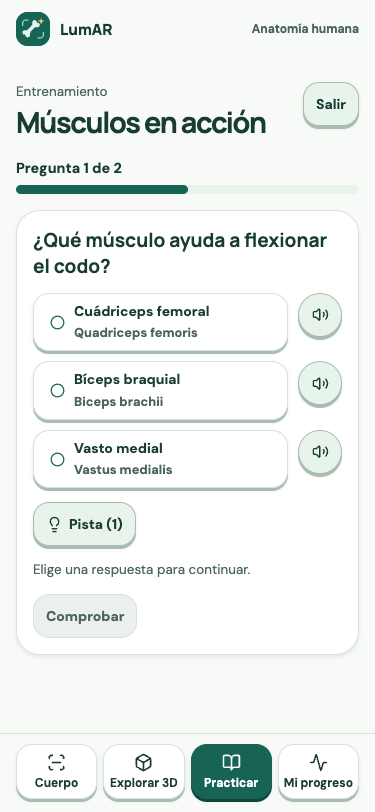 LumAR
Anatomía humana
Entrenamiento
Músculos en acción
Salir
Pregunta 1 de 2
¿Qué músculo ayuda a flexionar
el codo?
Cuádriceps femoral
Quadriceps femoris
Bíceps braquial
Biceps brachii
Vasto medial
Vastus medialis
Pista (1)
Elige una respuesta para continuar.
Comprobar
Cuerpo
Explorar 3D
Practicar
Mi progreso